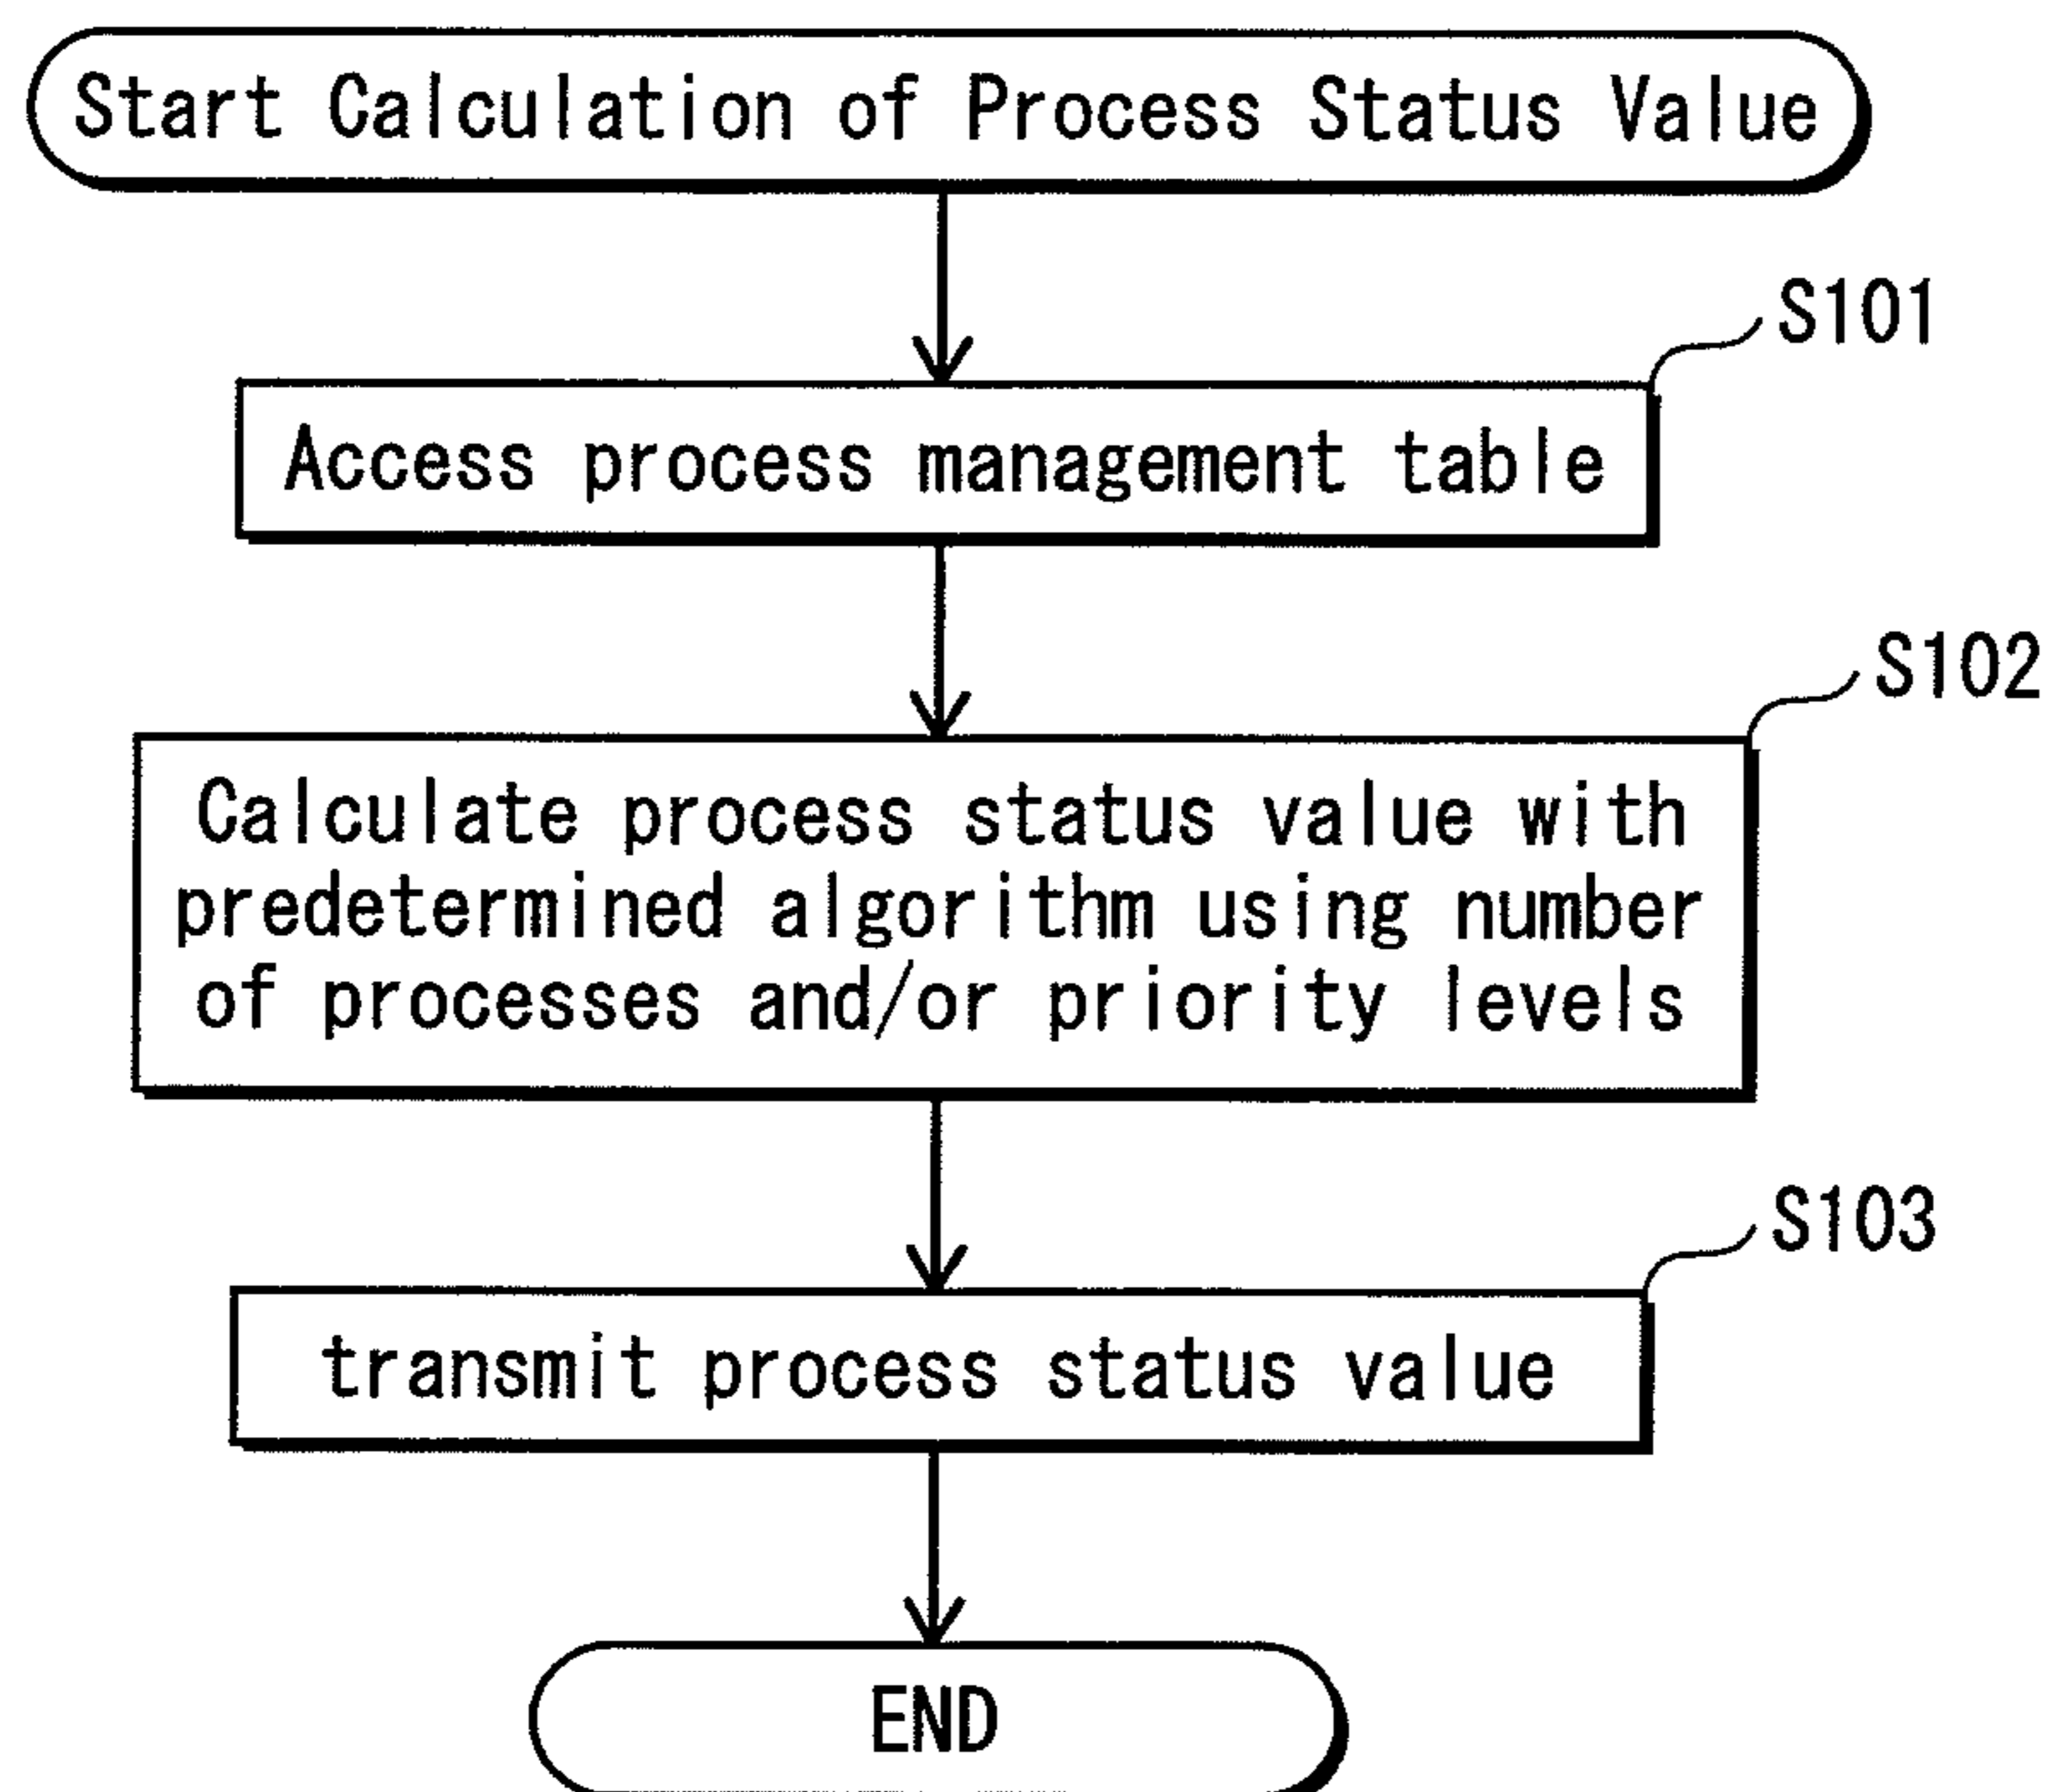 Start Calculation of Process Status Value
S101
Access process management table
S102
Calculate process status value with
predetermined algorithm using number
of processes and/or priority levels
S103
transmit process status value
END